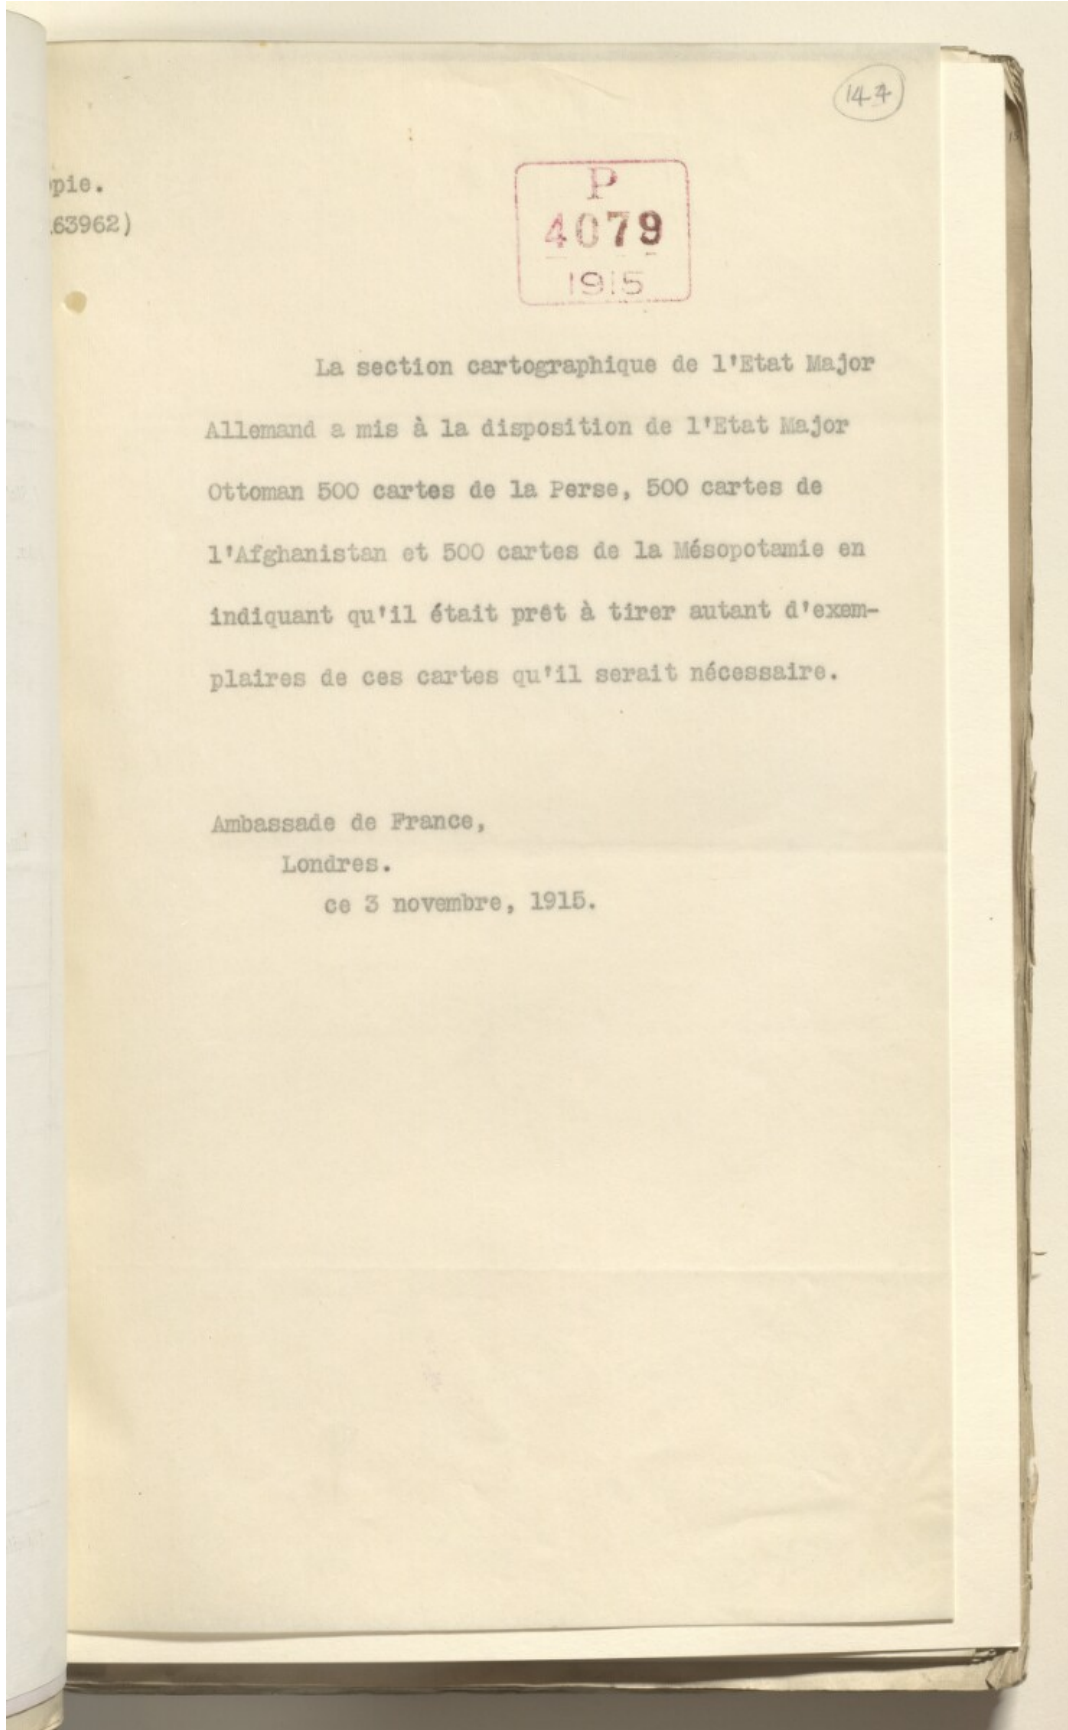 144
pie.
63962)
P
4079
1915
La section cartographique de l'Etat Major
Allemand a mis à la disposition de l'Etat Major
Ottoman 500 cartes de la Perse, 500 cartes de
l'Afghanistan et 500 cartes de la Mésopotamie en
indiquant qu'il était prêt à tirer autant d'exem-
plaires de ces cartes qu'il serait nécessaire.
Ambassade de France,
Londres.
ce 3 novembre, 1915.